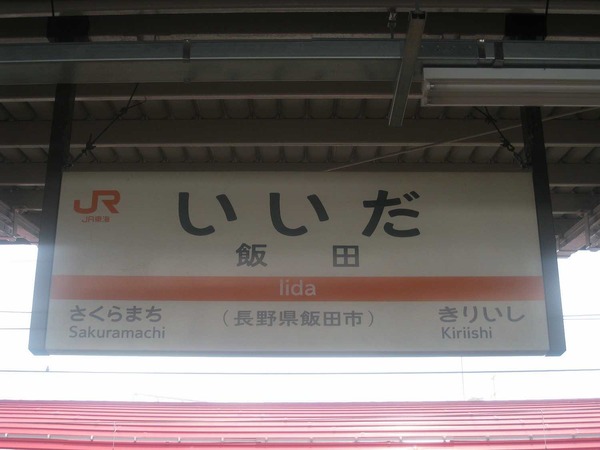 JR
JR東海
いいだ
飯田
Iida
さくらまち
Sakuramachi
(長野県飯田市)
きりいし
Kiriishi